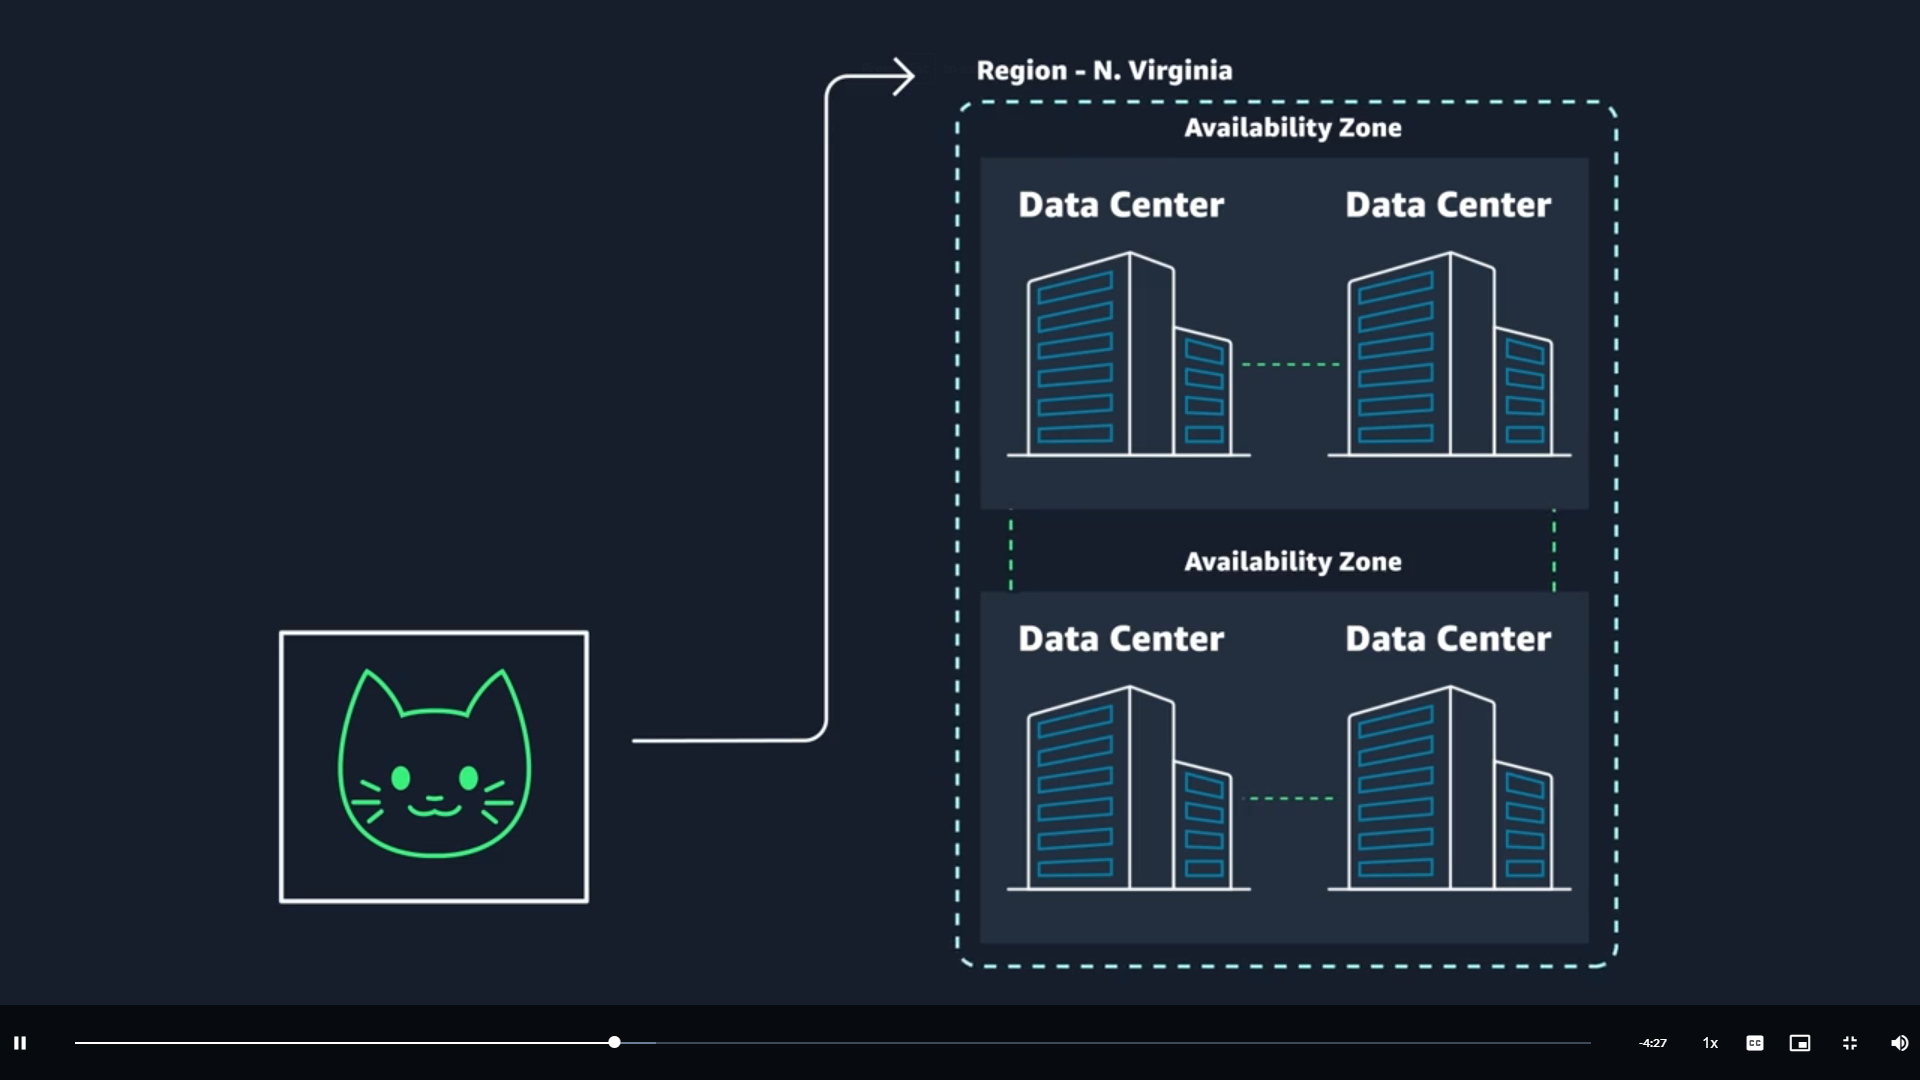 Region - N. Virginia
Availability Zone
Data Center Data Center
Availability Zone
Data Center Data Center
-4:27 1x CC